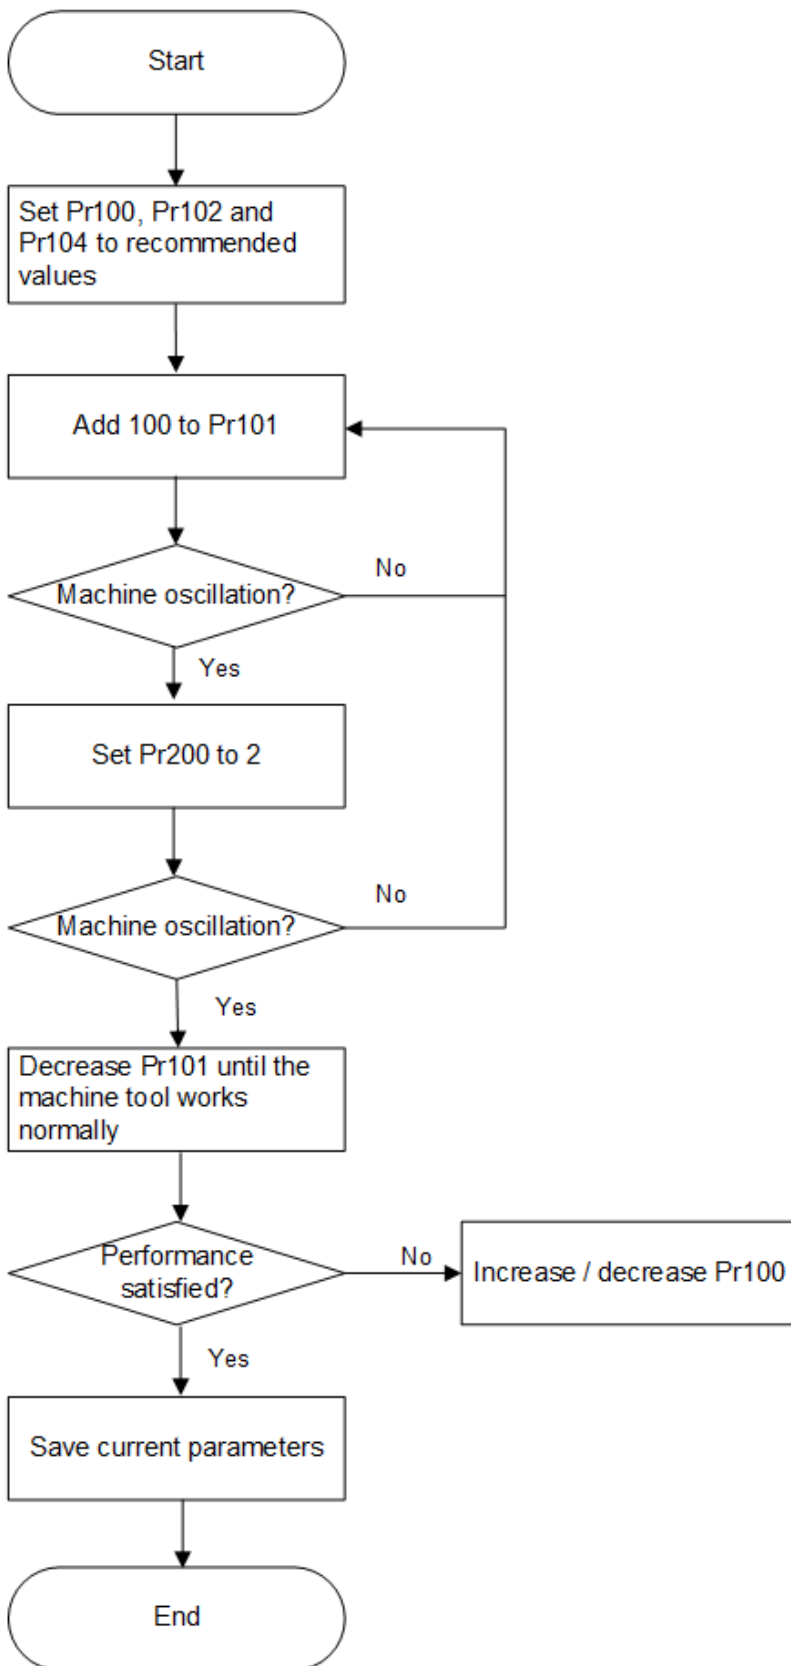 Start
Set Pr100, Pr102 and
Pr104 to recommended
values
Add 100 to Pr101
Machine oscillation?
No
Yes
Set Pr200 to 2
Machine oscillation?
No
Yes
Decrease Pr101 until the
machine tool works
normally
Performance
satisfied?
No
Increase / decrease Pr100
Yes
Save current parameters
End